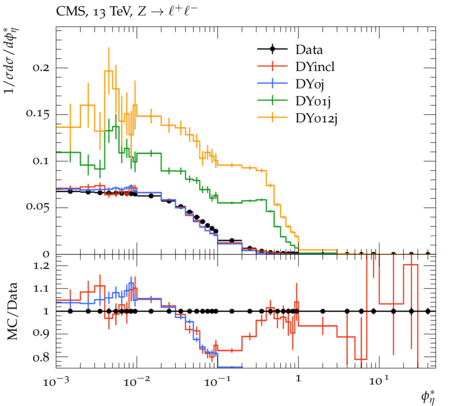 CMS, 13 TeV, Z → ℓ⁺ℓ⁻
1/σdσ/dϕ*η
Data
DYincl
DY0j
DY01j
DY012j
0.2
0.15
0.1
0.05
0
MC/Data
1.2
1.1
1
0.9
0.8
10⁻³ 10⁻² 10⁻¹ 1 10¹
ϕ*η